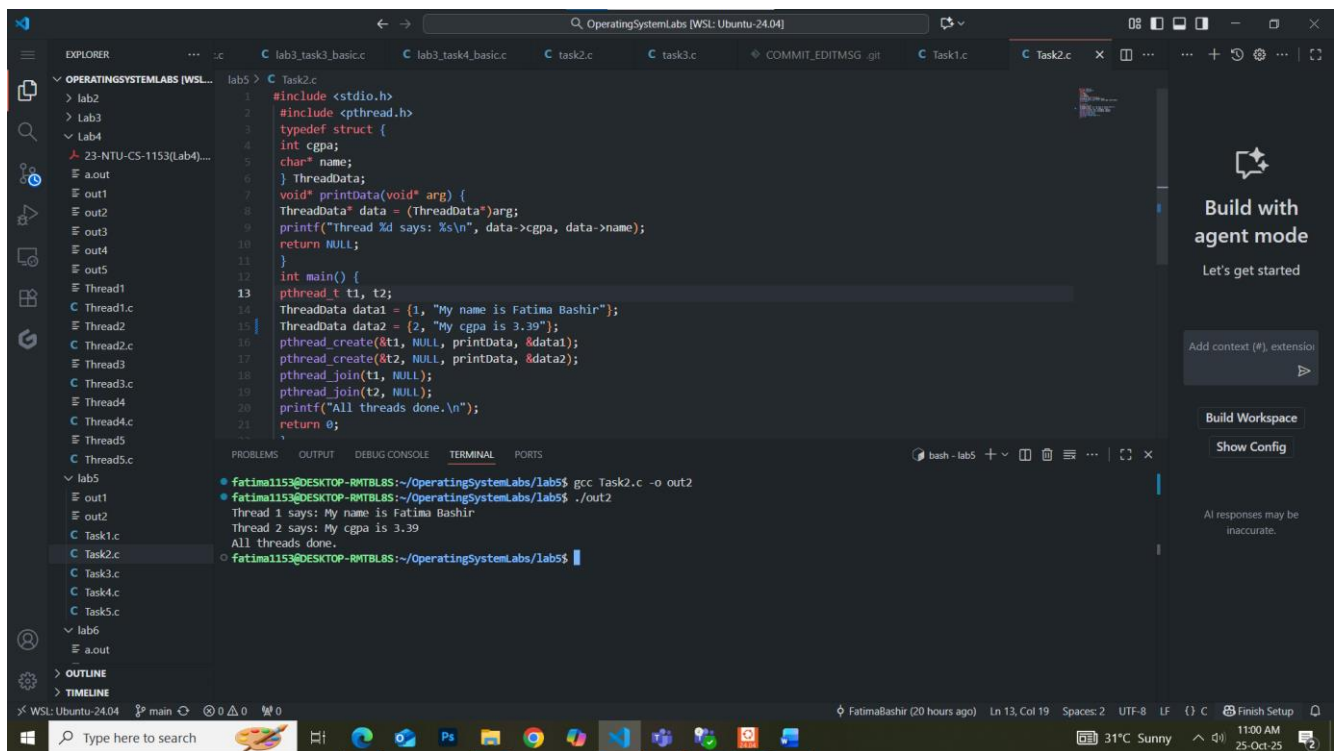 OperatingSystemLabs [WSL: Ubuntu-24.04]
EXPLORER
lab3_task3_basic.c
lab3_task4_basic.c
task2.c
task3.c
COMMIT_EDITMSG .git
Task1.c
Task2.c
OPERATINGSYSTEMLABS [WSL...
lab2
Lab3
Lab4
23-NTU-CS-1153(Lab4)....
a.out
out1
out2
out3
out4
out5
Thread1
Thread1.c
Thread2
Thread2.c
Thread3
Thread3.c
Thread4
Thread4.c
Thread5
Thread5.c
lab5
out1
out2
Task1.c
Task2.c
Task3.c
Task4.c
Task5.c
lab6
a.out
OUTLINE
TIMELINE
lab5 > C Task2.c
1 #include <stdio.h>
2 #include <pthread.h>
3 typedef struct {
4 int cgpa;
5 char* name;
6 } ThreadData;
7 void* printData(void* arg) {
8 ThreadData* data = (ThreadData*)arg;
9 printf("Thread %d says: %s\n", data->cgpa, data->name);
10 return NULL;
11 }
12 int main() {
13 pthread_t t1, t2;
14 ThreadData data1 = {1, "My name is Fatima Bashir"};
15 ThreadData data2 = {2, "My cgpa is 3.39"};
16 pthread_create(&t1, NULL, printData, &data1);
17 pthread_create(&t2, NULL, printData, &data2);
18 pthread_join(t1, NULL);
19 pthread_join(t2, NULL);
20 printf("All threads done.\n");
21 return 0;
PROBLEMS OUTPUT DEBUG CONSOLE TERMINAL PORTS
bash - lab5
fatima1153@DESKTOP-RMTBL8S:~/OperatingSystemLabs/lab5$ gcc Task2.c -o out2
fatima1153@DESKTOP-RMTBL8S:~/OperatingSystemLabs/lab5$ ./out2
Thread 1 says: My name is Fatima Bashir
Thread 2 says: My cgpa is 3.39
All threads done.
fatima1153@DESKTOP-RMTBL8S:~/OperatingSystemLabs/lab5$
Build with
agent mode
Let's get started
Add context (#), extension
Build Workspace
Show Config
AI responses may be
inaccurate.
WSL: Ubuntu-24.04 main 0 0 0
FatimaBashir (20 hours ago) Ln 13, Col 19 Spaces: 2 UTF-8 LF {} C Finish Setup
Type here to search
Ps
31°C Sunny
11:00 AM
25-Oct-25
2